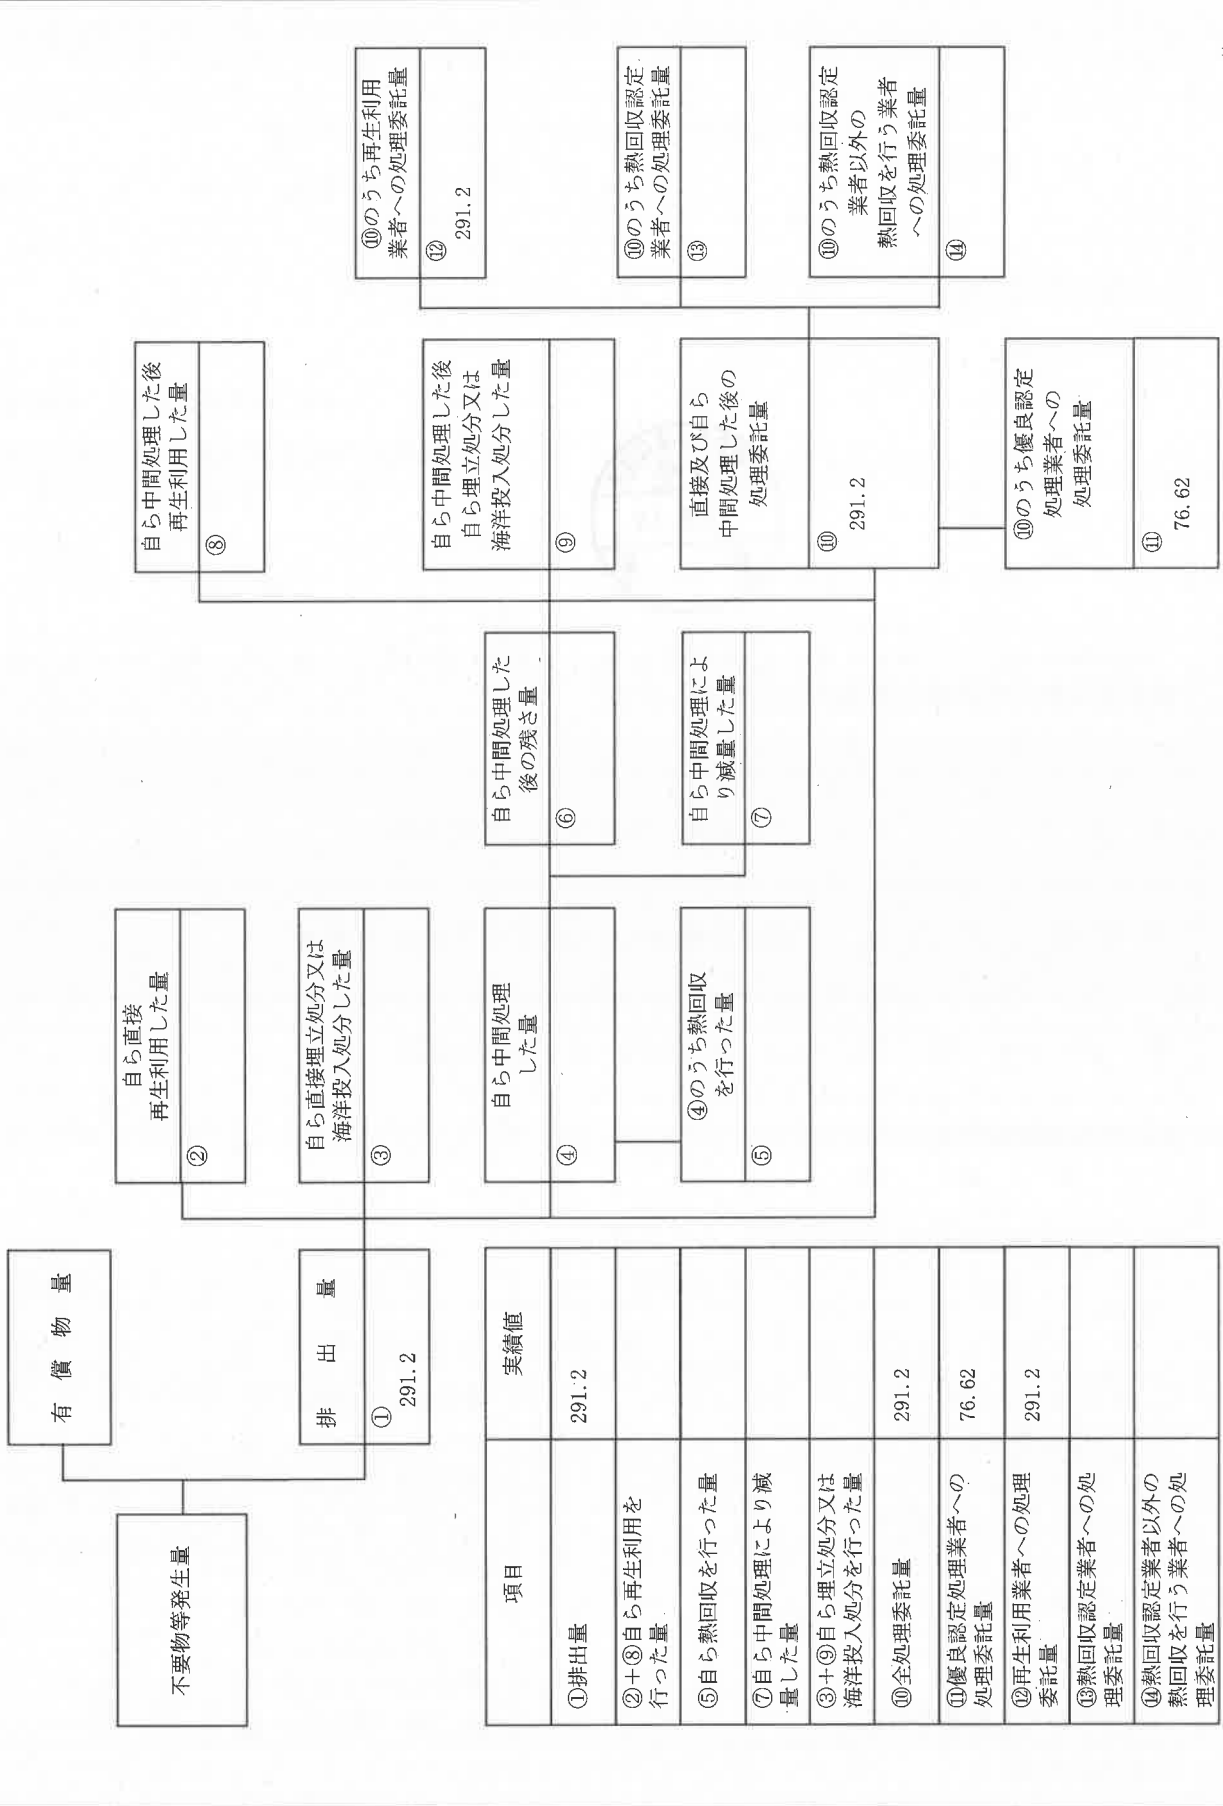 不要物等発生量
有償物量
排出量
①
291.2
自ら直接
再生利用した量
②
自ら直接埋立処分又は
海洋投入処分した量
③
自ら中間処理
した量
④
④のうち熱回収
を行った量
⑤
自ら中間処理した
後の残さ量
⑥
自ら中間処理によ
り減量した量
⑦
自ら中間処理した後
再生利用した量
⑧
自ら中間処理した後
自ら埋立処分又は
海洋投入処分した量
⑨
直接及び自ら
中間処理した後の
処理委託量
⑩
291.2
⑩のうち優良認定
処理業者への
処理委託量
⑪
76.62
⑩のうち再生利用
業者への処理委託量
⑫
291.2
⑩のうち熱回収認定
業者への処理委託量
⑬
⑩のうち熱回収認定
業者以外の
熱回収を行う業者
への処理委託量
⑭
項目 実績値
①排出量 291.2
②+⑧自ら再生利用を
行った量
⑤自ら熱回収を行った量
⑦自ら中間処理により減
量した量
③+⑨自ら埋立処分又は
海洋投入処分を行った量
⑩全処理委託量 291.2
⑪優良認定処理業者への
処理委託量 76.62
⑫再生利用業者への処理
委託量 291.2
⑬熱回収認定業者への処
理委託量
⑭熱回収認定業者以外の
熱回収を行う業者への処
理委託量